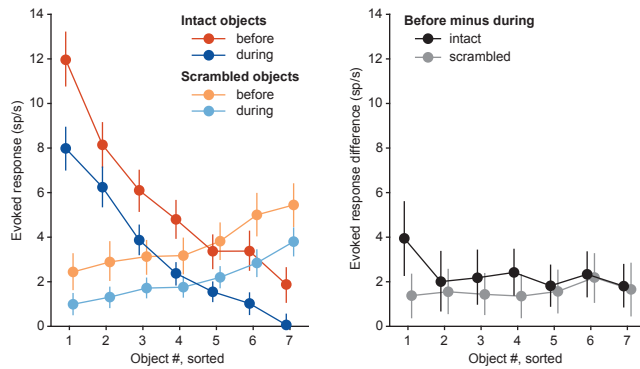 Intact objects
before
during
Scrambled objects
before
during
14
12
10
8
6
4
2
0
Evoked response (sp/s)
1 2 3 4 5 6 7
Object #, sorted
Before minus during
intact
scrambled
14
12
10
8
6
4
2
0
Evoked response difference (sp/s)
1 2 3 4 5 6 7
Object #, sorted